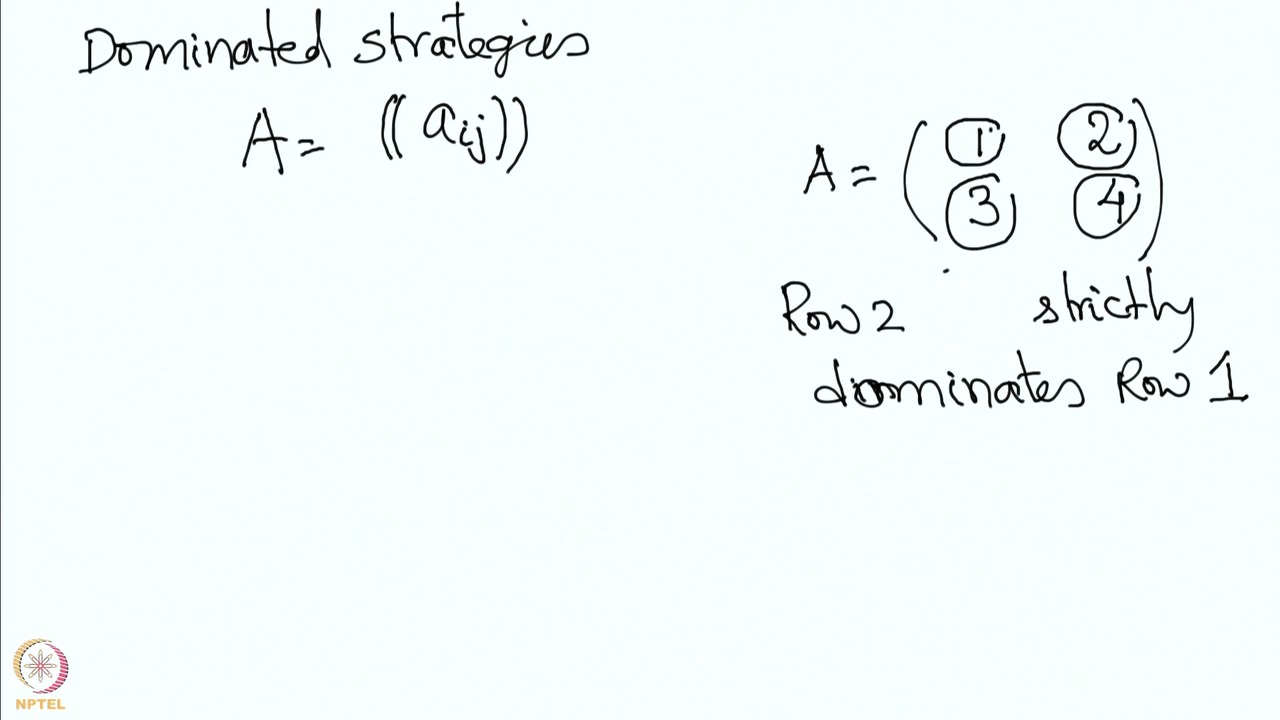 Dominated strategies
A = ((aij))
A = ( 1 2
3 4 )
Row 2 strictly
dominates Row 1
NPTEL